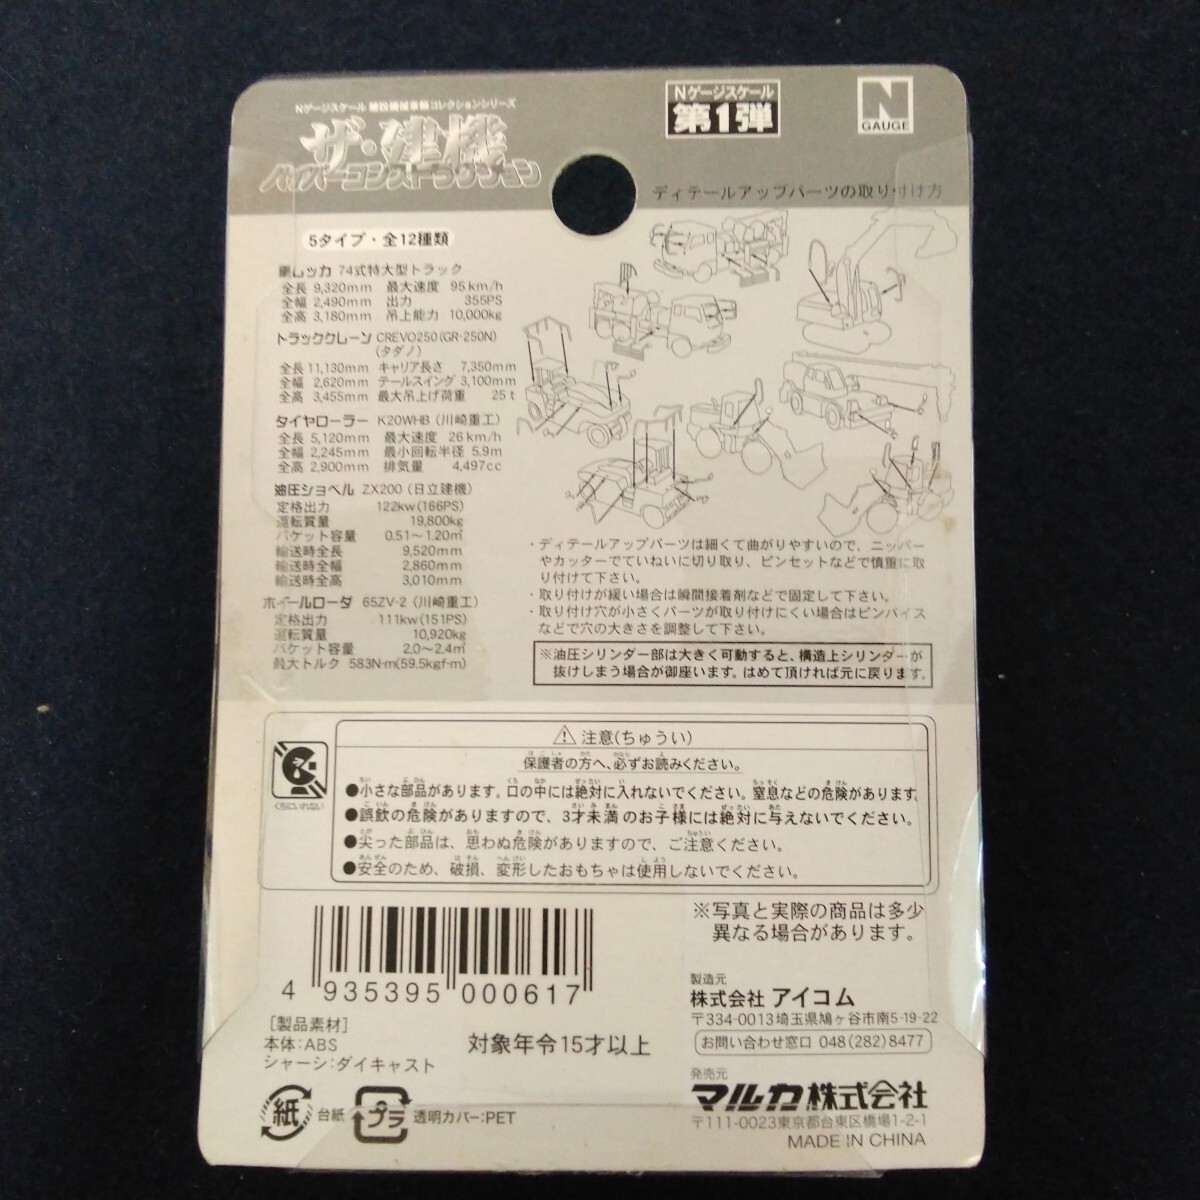 Nゲージスケール 建設機械車輌コレクションシリーズ
ザ・建機
ハイパーコンストラクション
Nゲージスケール
第1弾
N
GAUGE
ディテールアップパーツの取り付け方
5タイプ・全12種類
重レッカ 74式特大型トラック
全長 9,320mm 最大速度 95km/h
全幅 2,490mm 出力 355PS
全高 3,180mm 吊上能力 10,000kg
トラッククレーン CREVO250(GR-250N)
(タダノ)
全長 11,130mm キャリア長さ 7,350mm
全幅 2,620mm テールスイング 3,100mm
全高 3,455mm 最大吊上げ荷重 25t
タイヤローラー K20WHB (川崎重工)
全長 5,120mm 最大速度 26km/h
全幅 2,245mm 最小回転半径 5.9m
全高 2,900mm 排気量 4,497cc
油圧ショベル ZX200 (日立建機)
定格出力 122kw(166PS)
運転質量 19,800kg
バケット容量 0.51~1.20㎥
輸送時全長 9,520mm
輸送時全幅 2,860mm
輸送時全高 3,010mm
ホイールローダ 65ZV-2 (川崎重工)
定格出力 111kw(151PS)
運転質量 10,920kg
バケット容量 2.0~2.4㎥
最大トルク 583N·m(59.5kgf·m)
・ディテールアップパーツは細くて曲がりやすいので、ニッパー
やカッターでていねいに切り取り、ピンセットなどで慎重に取
り付けて下さい。
・取り付けが緩い場合は瞬間接着剤などで固定して下さい。
・取り付け穴が小さくパーツが取り付けにくい場合はピンバイス
などで穴の大きさを調整して下さい。
※油圧シリンダー部は大きく可動すると、構造上シリンダーが
抜けしまう場合が御座います。はめて頂ければ元に戻ります。
くちにいれない
⚠注意(ちゅうい)
保護者の方へ、必ずお読みください。
●小さな部品があります。口の中には絶対に入れないでください。窒息などの危険があります。
●誤飲の危険がありますので、3才未満のお子様には絶対に与えないでください。
●尖った部品は、思わぬ危険がありますので、ご注意ください。
●安全のため、破損、変形したおもちゃは使用しないでください。
※写真と実際の商品は多少
異なる場合があります。
4 935395 000617
製造元
株式会社 アイコム
〒334-0013埼玉県鳩ヶ谷市南5-19-22
お問い合わせ窓口 048(282)8477
[製品素材]
本体:ABS
シャーシ:ダイキャスト
対象年令15才以上
発売元
マルカ株式会社
〒111-0023東京都台東区橋場1-2-1
MADE IN CHINA
紙 台紙
プラ 透明カバー:PET